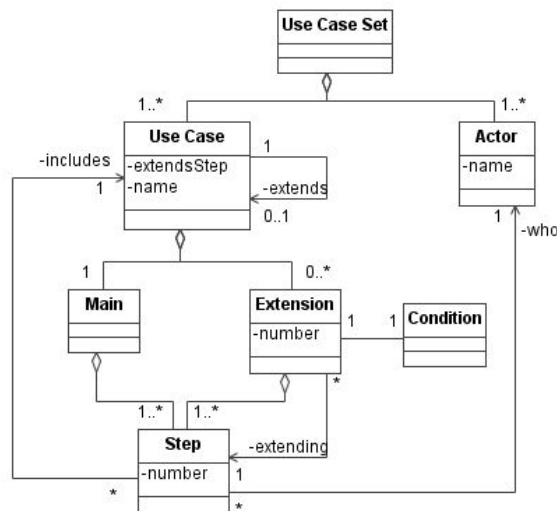 Use Case Set
1..*
1..*
Use Case
-extendsStep
-name
1
-extends
0..1
Actor
-name
1
-who
-includes
1
1
0..*
Main
Extension
-number
1
1
Condition
*
1..*
1..*
-extending
Step
-number
1
*
*